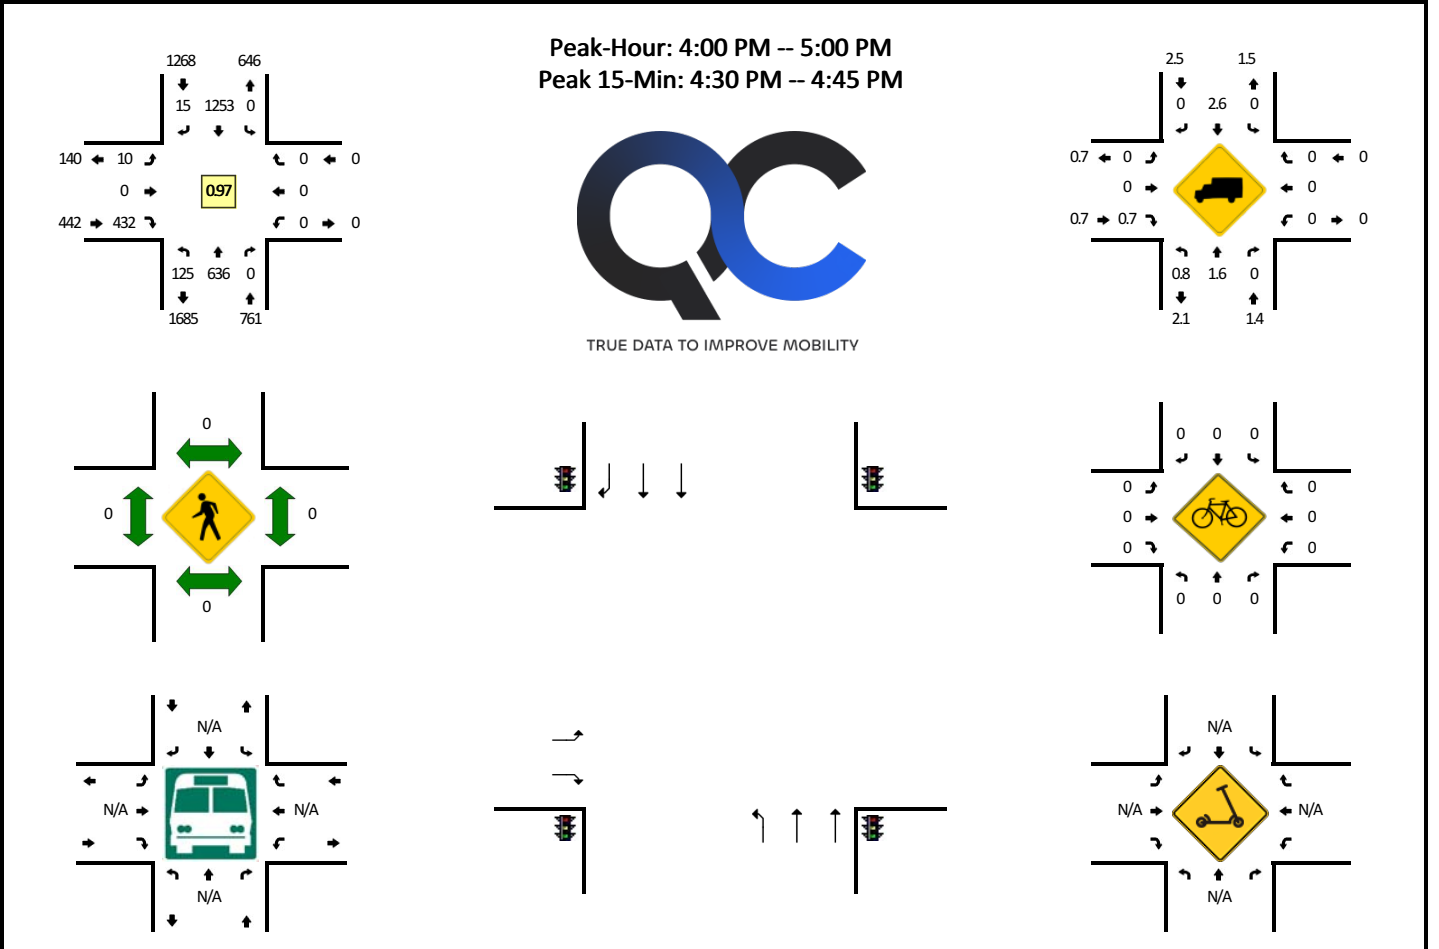 Peak-Hour: 4:00 PM -- 5:00 PM
Peak 15-Min: 4:30 PM -- 4:45 PM
1268 646
15 1253 0
140 10 0 0
0 0.97 0
442 432 0 0
125 636 0
1685 761
QC
TRUE DATA TO IMPROVE MOBILITY
2.5 1.5
0 2.6 0
0.7 0 0 0
0 0
0.7 0.7 0 0
0.8 1.6 0
2.1 1.4
0
0 0
0
0 0 0
0 0
0 0
0 0
0 0 0
N/A
N/A N/A
N/A
N/A
N/A N/A
N/A